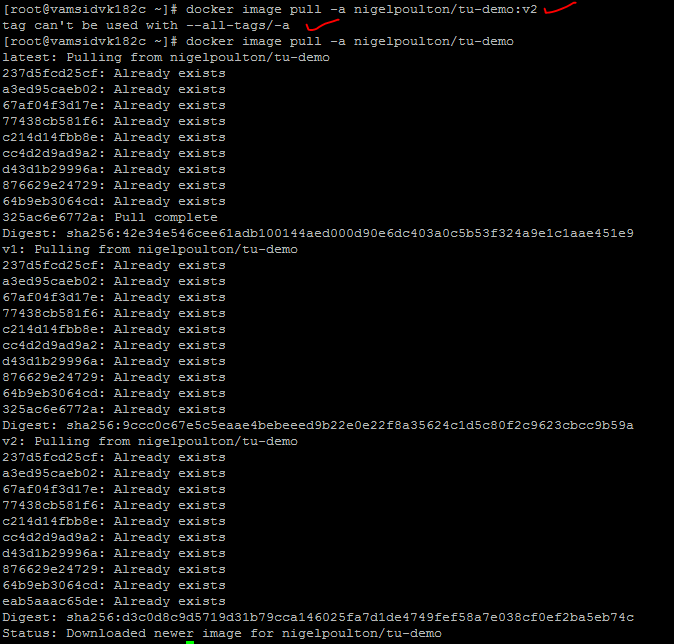 [root@vamsidvk182c ~]# docker image pull -a nigelpoulton/tu-demo:v2
tag can't be used with --all-tags/-a
[root@vamsidvk182c ~]# docker image pull -a nigelpoulton/tu-demo
latest: Pulling from nigelpoulton/tu-demo
237d5fcd25cf: Already exists
a3ed95caeb02: Already exists
67af04f3d17e: Already exists
77438cb581f6: Already exists
c214d14fbb8e: Already exists
cc4d2d9ad9a2: Already exists
d43d1b29996a: Already exists
876629e24729: Already exists
64b9eb3064cd: Already exists
325ac6e6772a: Pull complete
Digest: sha256:42e34e546cee61adb100144aed000d90e6dc403a0c5b53f324a9e1c1aae451e9
v1: Pulling from nigelpoulton/tu-demo
237d5fcd25cf: Already exists
a3ed95caeb02: Already exists
67af04f3d17e: Already exists
77438cb581f6: Already exists
c214d14fbb8e: Already exists
cc4d2d9ad9a2: Already exists
d43d1b29996a: Already exists
876629e24729: Already exists
64b9eb3064cd: Already exists
325ac6e6772a: Already exists
Digest: sha256:9ccc0c67e5c5eaae4bebeeed9b22e0e22f8a35624c1d5c80f2c9623cbcc9b59a
v2: Pulling from nigelpoulton/tu-demo
237d5fcd25cf: Already exists
a3ed95caeb02: Already exists
67af04f3d17e: Already exists
77438cb581f6: Already exists
c214d14fbb8e: Already exists
cc4d2d9ad9a2: Already exists
d43d1b29996a: Already exists
876629e24729: Already exists
64b9eb3064cd: Already exists
eab5aaac65de: Already exists
Digest: sha256:d3c0d8c9d5719d31b79cca146025fa7d1de4749fef58a7e038cf0ef2ba5eb74c
Status: Downloaded newer image for nigelpoulton/tu-demo